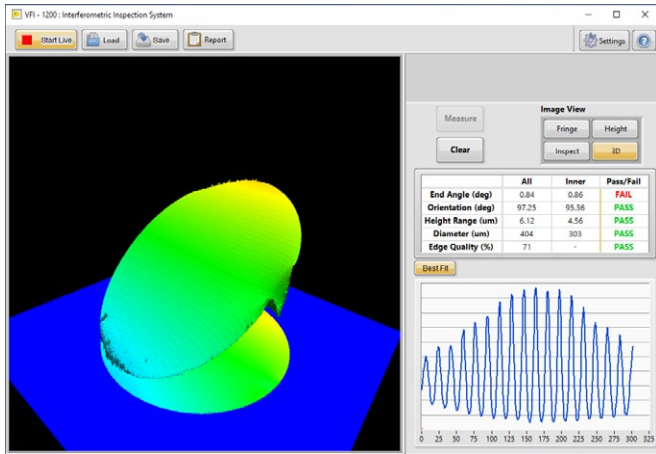 VFI - 1200 : Interferometric Inspection System
Start Live Load Save Report Settings
Image View
Measure Fringe Height
Clear Inspect 3D
All Inner Pass/Fail
End Angle (deg) 0.84 0.86 FAIL
Orientation (deg) 97.25 95.36 PASS
Height Range (um) 6.12 4.56 PASS
Diameter (um) 404 303 PASS
Edge Quality (%) 71 - PASS
Best Fit
0 25 50 75 100 125 150 175 200 225 250 275 300 325